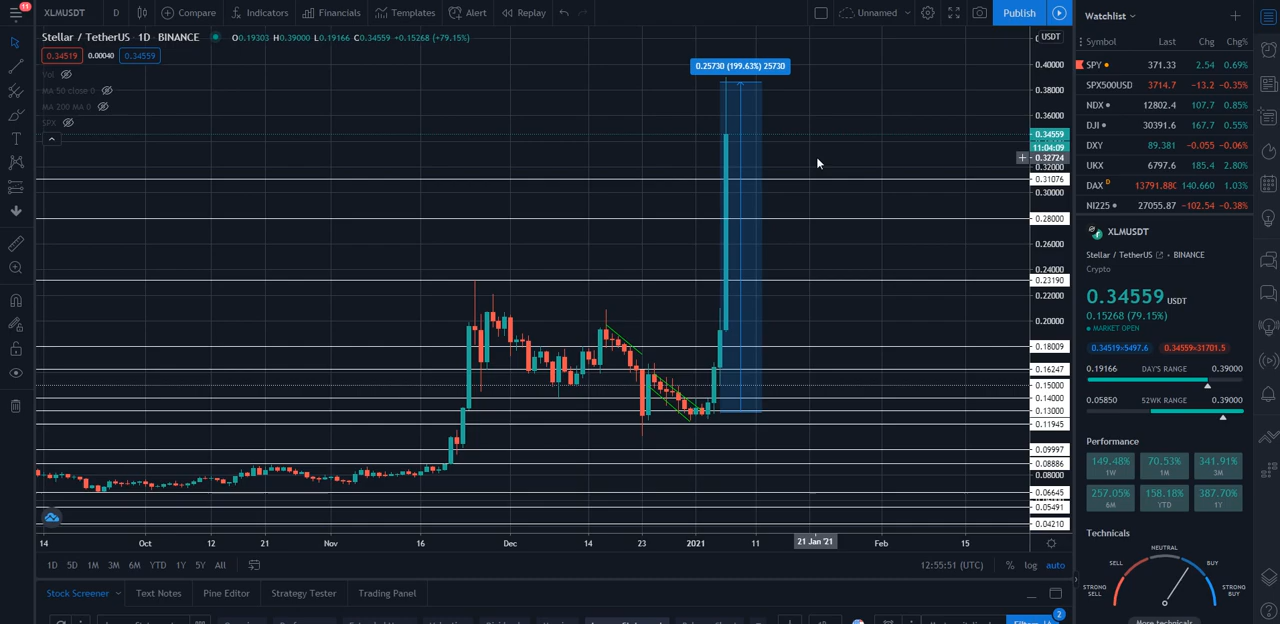 11 XLMUSDT D Compare Indicators Financials Templates Alert Replay Unnamed Publish
Stellar / TetherUS 1D BINANCE O0.19303 H0.39000 L0.19166 C0.34559 +0.15268 (+79.15%)
0.34519 0.00040 0.34559
Vol
MA 50 close 0
MA 200 MA 0
SPX
0.25730 (199.63%) 25730
USDT
0.40000
0.38000
0.36000
0.34559
11:04:09
0.32724
0.32000
0.31076
0.30000
0.28000
0.26000
0.24000
0.23190
0.22000
0.20000
0.18009
0.16247
0.15000
0.14000
0.13000
0.11945
0.09997
0.08886
0.08000
0.06645
0.05491
0.04210
14 Oct 12 21 Nov 16 Dec 14 23 2021 11 21 Jan '21 Feb 15
1D 5D 1M 3M 6M YTD 1Y 5Y All 12:55:51 (UTC) % log auto
Stock Screener Text Notes Pine Editor Strategy Tester Trading Panel
2
Watchlist
Symbol Last Chg Chg%
SPY 371.33 2.54 0.69%
SPX500USD 3714.7 −13.2 −0.35%
NDX 12802.4 107.7 0.85%
DJI 30391.6 167.7 0.55%
DXY 89.381 −0.055 −0.06%
UKX 6797.6 185.4 2.80%
DAX D 13791.880 140.660 1.03%
NI225 27055.87 −102.54 −0.38%
XLMUSDT
Stellar / TetherUS BINANCE
Crypto
0.34559 USDT
0.15268 (79.15%)
MARKET OPEN
0.34519×5497.6 0.34559×31701.5
0.19166 DAY'S RANGE 0.39000
0.05850 52WK RANGE 0.39000
Performance
149.48% 70.53% 341.91%
1W 1M 3M
257.05% 158.18% 387.70%
6M YTD 1Y
Technicals
NEUTRAL
SELL BUY
STRONG SELL STRONG BUY